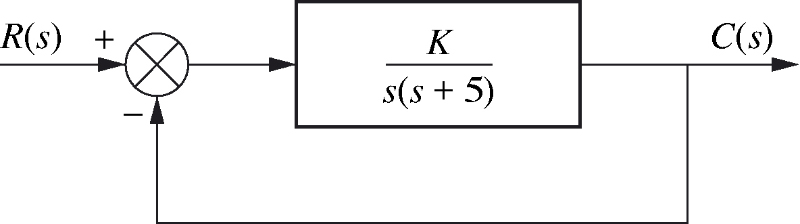 R(s) + K C(s)
s(s + 5)
−